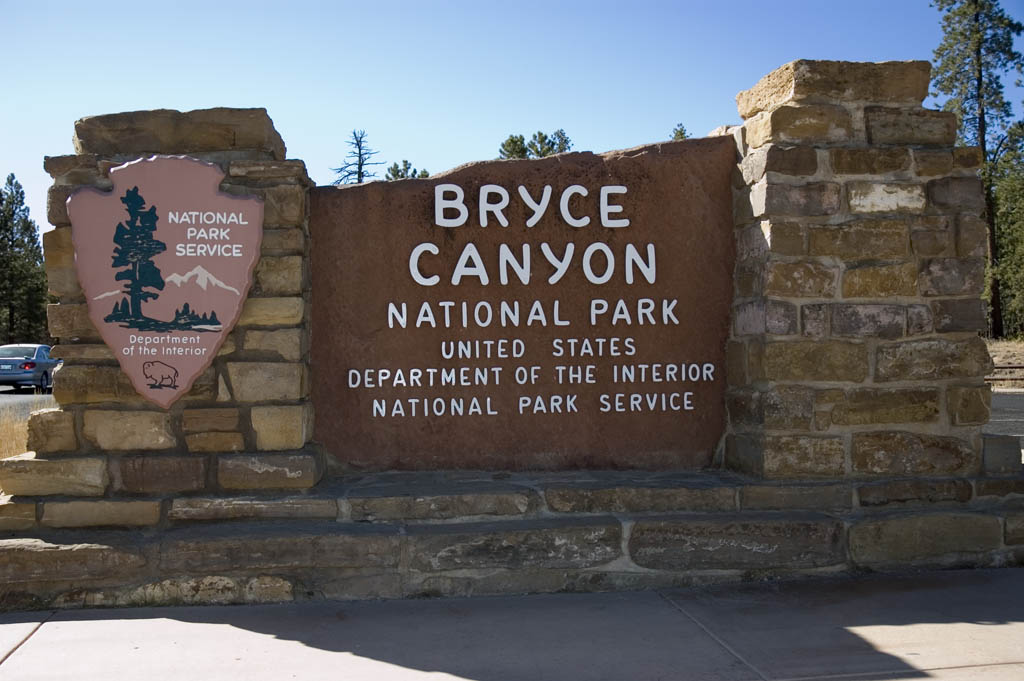 NATIONAL
PARK
SERVICE
Department
of the Interior
BRYCE
CANYON
NATIONAL PARK
UNITED STATES
DEPARTMENT OF THE INTERIOR
NATIONAL PARK SERVICE